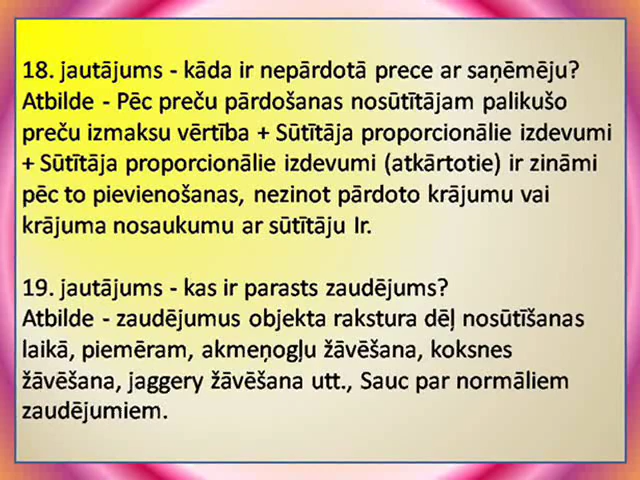 18. jautājums - kāda ir nepārdotā prece ar saņēmēju?
Atbilde - Pēc preču pārdošanas nosūtītājam palikušo
preču izmaksu vērtība + Sūtītāja proporcionālie izdevumi
+ Sūtītāja proporcionālie izdevumi (atkārtotie) ir zināmi
pēc to pievienošanas, nezinot pārdoto krājumu vai
krājuma nosaukumu ar sūtītāju Ir.
19. jautājums - kas ir parasts zaudējums?
Atbilde - zaudējumus objekta rakstura dēļ nosūtīšanas
laikā, piemēram, akmeņogļu žāvēšana, koksnes
žāvēšana, jaggery žāvēšana utt., Sauc par normāliem
zaudējumiem.